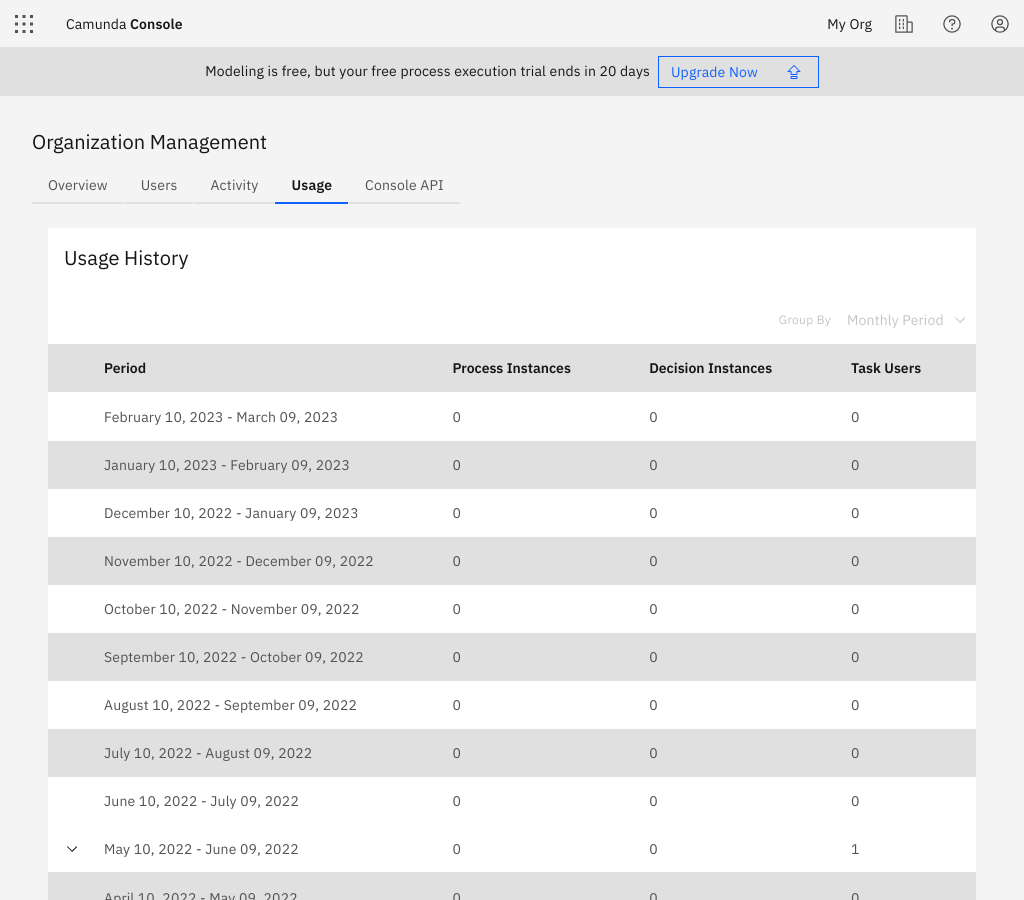 Camunda Console
My Org
Modeling is free, but your free process execution trial ends in 20 days
Upgrade Now
Organization Management
Overview Users Activity Usage Console API
Usage History
Group By Monthly Period
Period Process Instances Decision Instances Task Users
February 10, 2023 - March 09, 2023 0 0 0
January 10, 2023 - February 09, 2023 0 0 0
December 10, 2022 - January 09, 2023 0 0 0
November 10, 2022 - December 09, 2022 0 0 0
October 10, 2022 - November 09, 2022 0 0 0
September 10, 2022 - October 09, 2022 0 0 0
August 10, 2022 - September 09, 2022 0 0 0
July 10, 2022 - August 09, 2022 0 0 0
June 10, 2022 - July 09, 2022 0 0 0
May 10, 2022 - June 09, 2022 0 0 1
April 10, 2022 - May 09, 2022 0 0 0